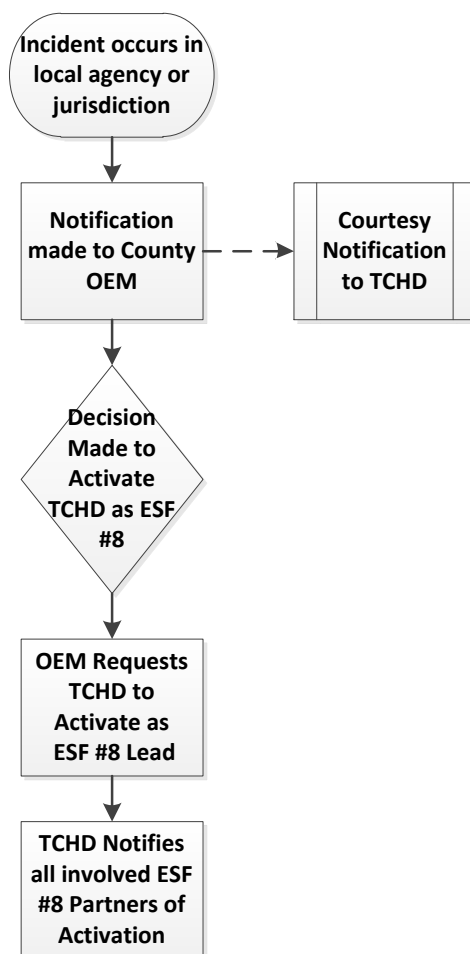 Incident occurs in
local agency or
jurisdiction
Notification
made to County
OEM
Courtesy
Notification
to TCHD
Decision
Made to
Activate
TCHD as ESF
#8
OEM Requests
TCHD to
Activate as
ESF #8 Lead
TCHD Notifies
all involved ESF
#8 Partners of
Activation